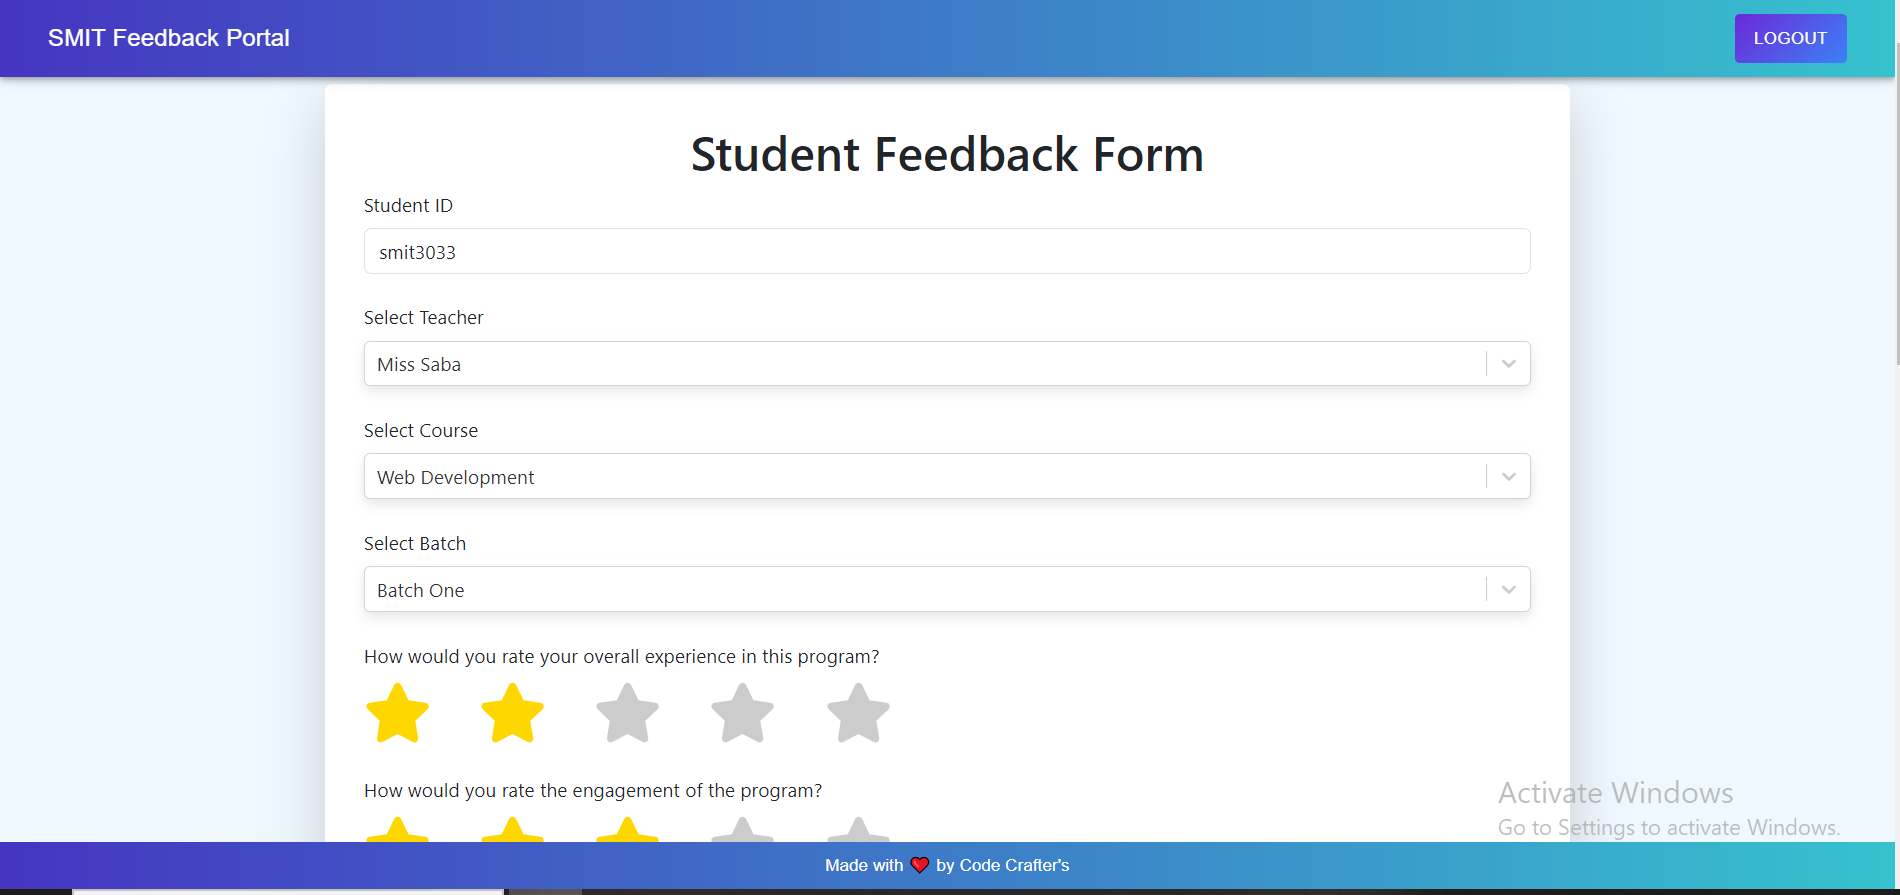 SMIT Feedback Portal
LOGOUT
Student Feedback Form
Student ID
smit3033
Select Teacher
Miss Saba
Select Course
Web Development
Select Batch
Batch One
How would you rate your overall experience in this program?
How would you rate the engagement of the program?
Activate Windows
Go to Settings to activate Windows.
Made with ❤️ by Code Crafter's